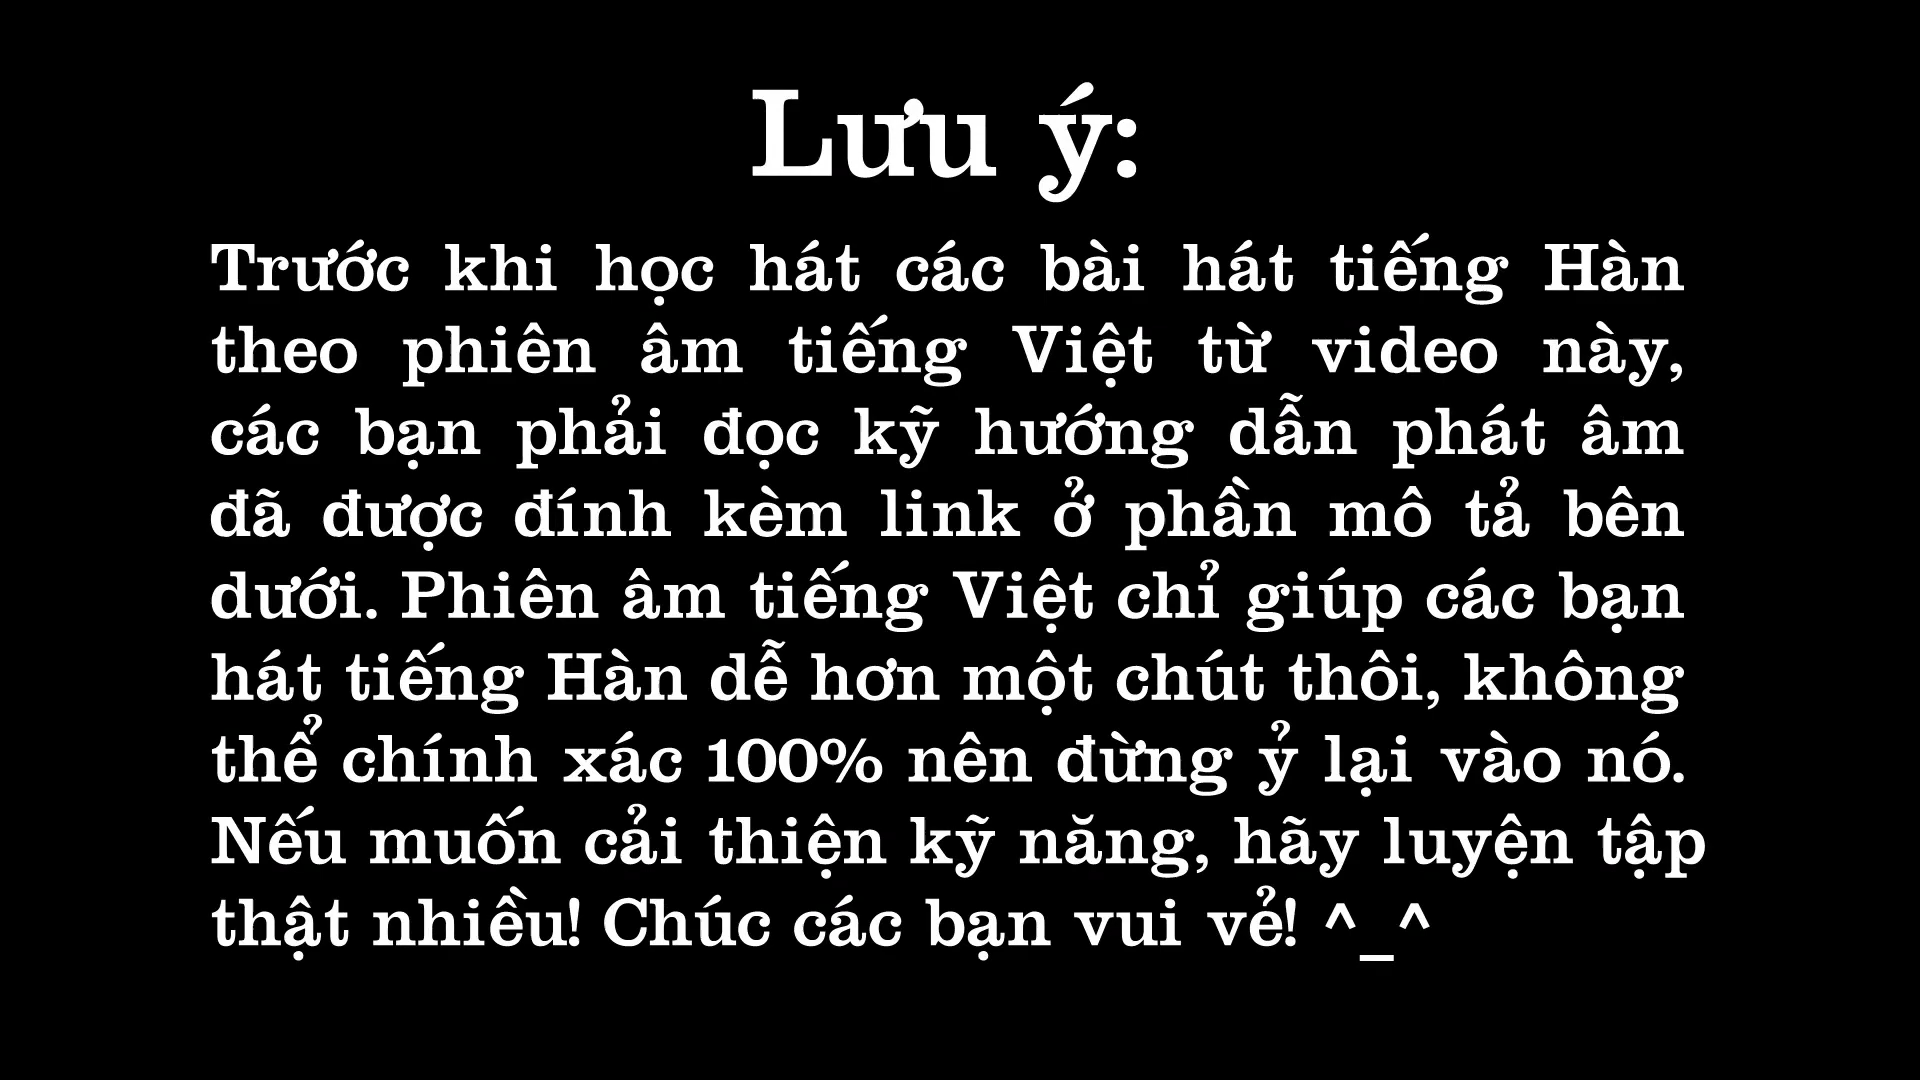 Lưu ý:
Trước khi học hát các bài hát tiếng Hàn
theo phiên âm tiếng Việt từ video này,
các bạn phải đọc kỹ hướng dẫn phát âm
đã được đính kèm link ở phần mô tả bên
dưới. Phiên âm tiếng Việt chỉ giúp các bạn
hát tiếng Hàn dễ hơn một chút thôi, không
thể chính xác 100% nên đừng ỷ lại vào nó.
Nếu muốn cải thiện kỹ năng, hãy luyện tập
thật nhiều! Chúc các bạn vui vẻ! ^_^